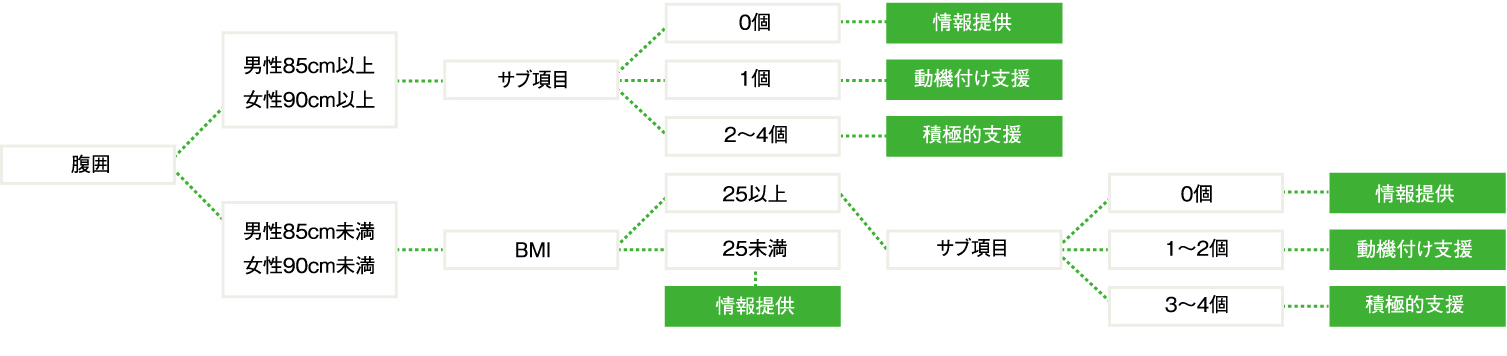 腹囲
男性85cm以上
女性90cm以上
サブ項目
0個
情報提供
1個
動機付け支援
2〜4個
積極的支援
男性85cm未満
女性90cm未満
BMI
25以上
25未満
情報提供
サブ項目
0個
情報提供
1〜2個
動機付け支援
3〜4個
積極的支援